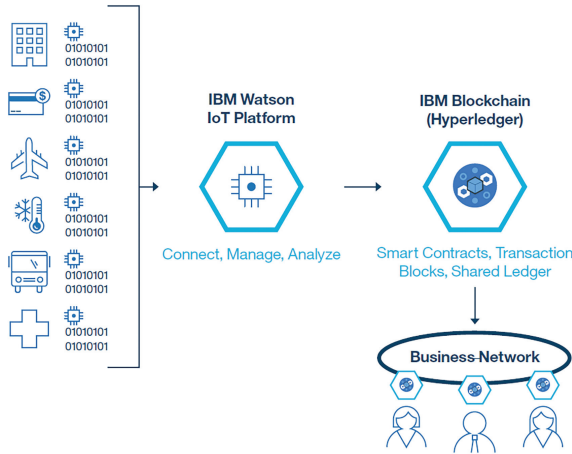 $
01010101
01010101
01010101
01010101
01010101
01010101
01010101
01010101
01010101
01010101
01010101
01010101
IBM Watson
IoT Platform
Connect, Manage, Analyze
IBM Blockchain
(Hyperledger)
Smart Contracts, Transaction
Blocks, Shared Ledger
Business Network